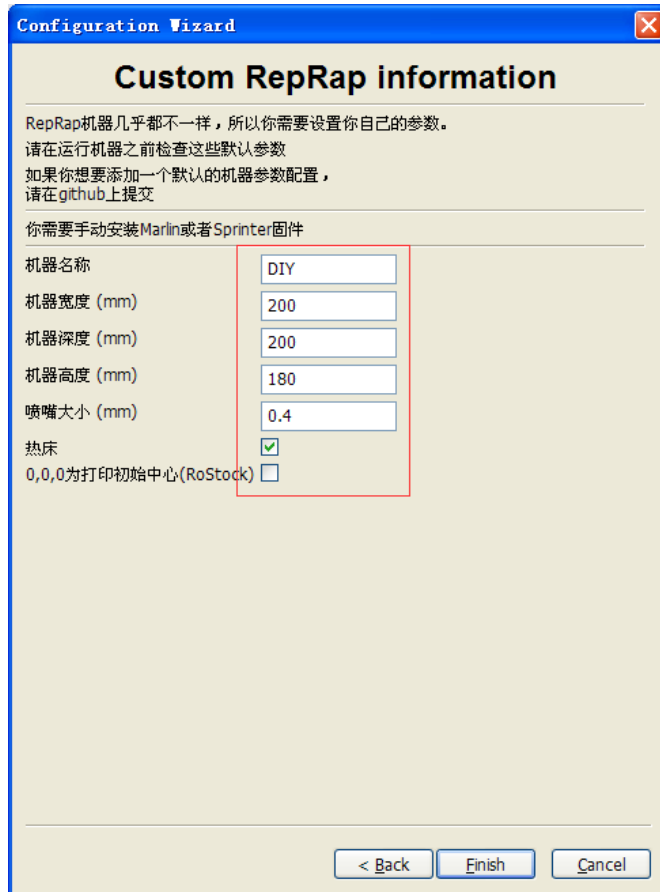 Configuration Wizard
Custom RepRap information
RepRap机器几乎都不一样，所以你需要设置你自己的参数。
请在运行机器之前检查这些默认参数
如果你想要添加一个默认的机器参数配置，
请在github上提交
你需要手动安装Marlin或者Sprinter固件
机器名称 DIY
机器宽度 (mm) 200
机器深度 (mm) 200
机器高度 (mm) 180
喷嘴大小 (mm) 0.4
热床
0,0,0为打印初始中心(RoStock)
< Back Finish Cancel